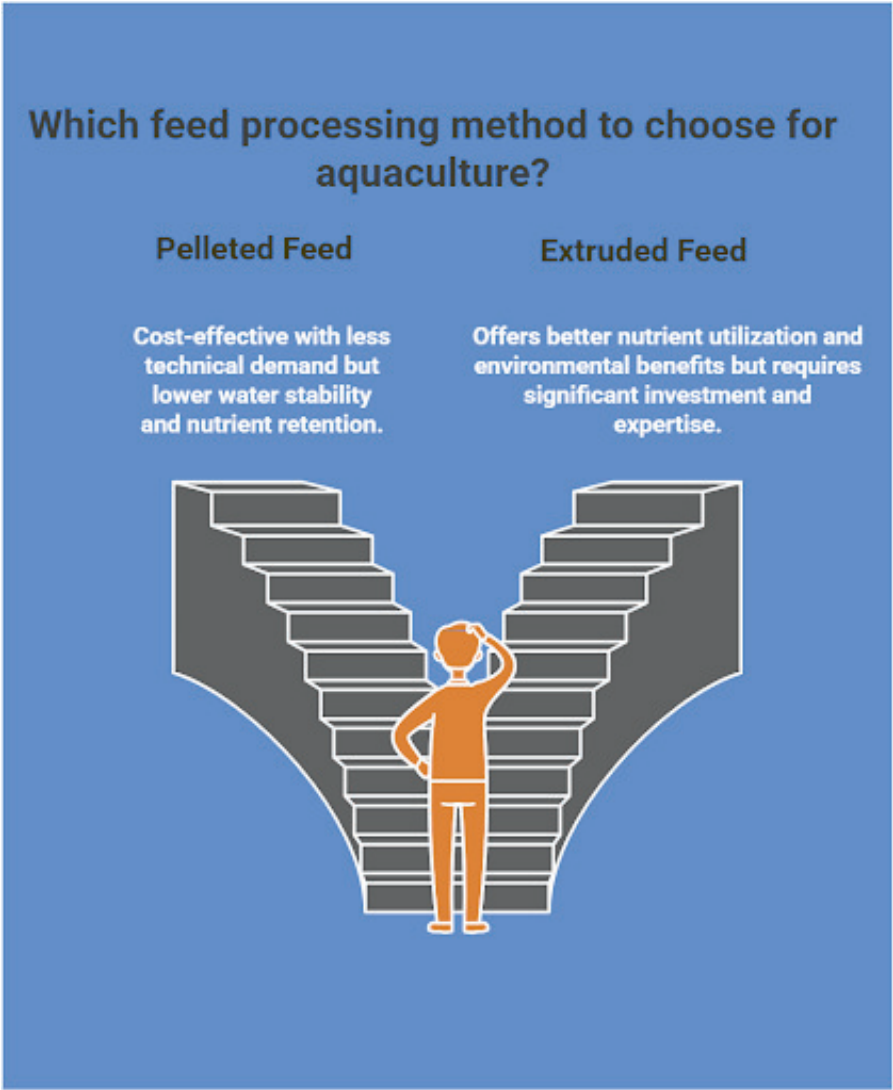 Which feed processing method to choose for
aquaculture?
Pelleted Feed
Extruded Feed
Cost-effective with less
technical demand but
lower water stability
and nutrient retention.
Offers better nutrient utilization and
environmental benefits but requires
significant investment and
expertise.